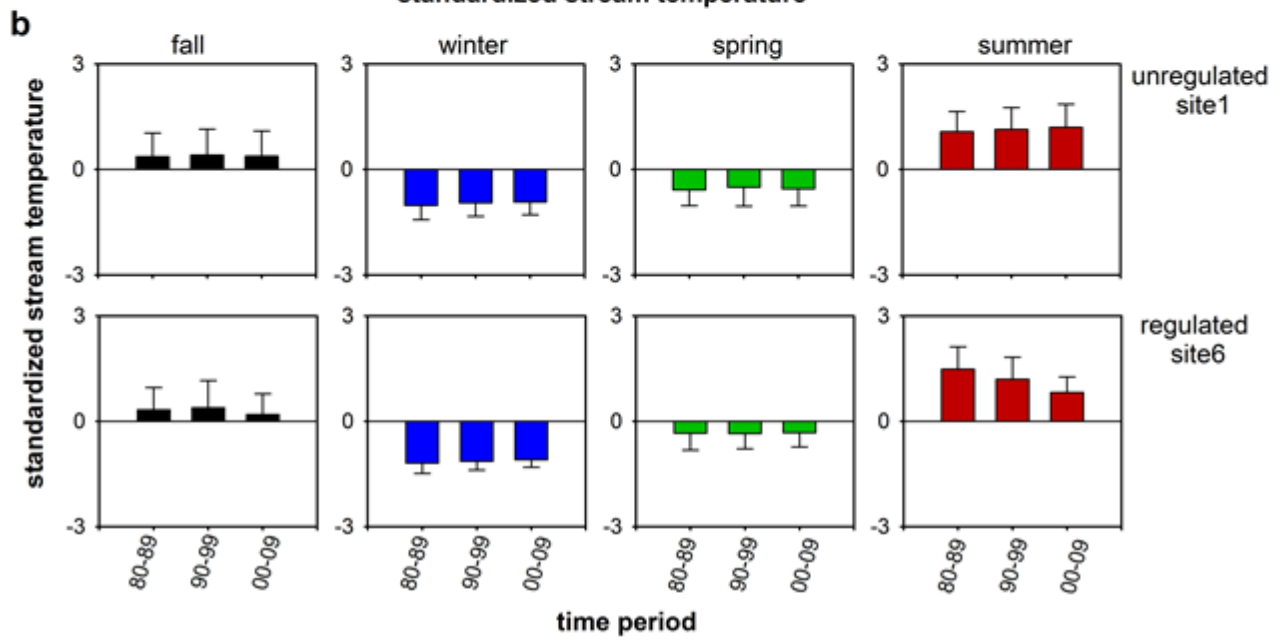 standardized stream temperature
b
fall winter spring summer
unregulated
site1
standardized stream temperature
3 3 3 3
0 0 0 0
-3 -3 -3 -3
regulated
site6
3 3 3 3
0 0 0 0
-3 -3 -3 -3
80-89 90-99 00-09 80-89 90-99 00-09 80-89 90-99 00-09 80-89 90-99 00-09
time period